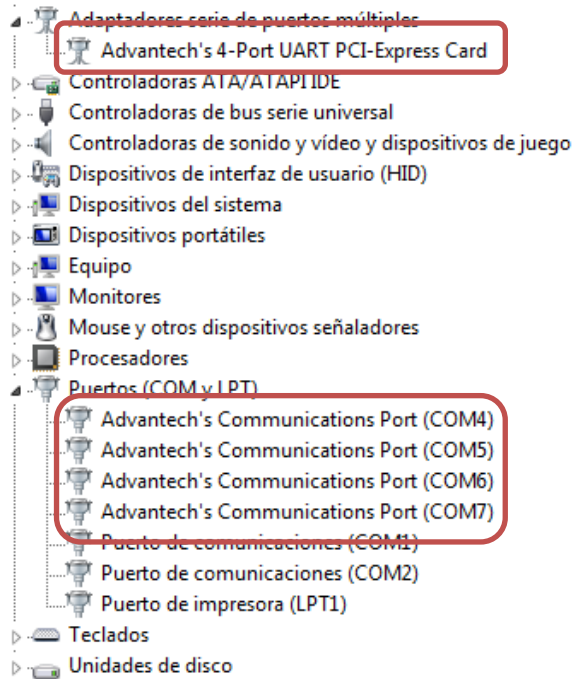 Adaptadores serie de puertos múltiples
Advantech's 4-Port UART PCI-Express Card
Controladoras ATA/ATAPI IDE
Controladoras de bus serie universal
Controladoras de sonido y vídeo y dispositivos de juego
Dispositivos de interfaz de usuario (HID)
Dispositivos del sistema
Dispositivos portátiles
Equipo
Monitores
Mouse y otros dispositivos señaladores
Procesadores
Puertos (COM y LPT)
Advantech's Communications Port (COM4)
Advantech's Communications Port (COM5)
Advantech's Communications Port (COM6)
Advantech's Communications Port (COM7)
Puerto de comunicaciones (COM1)
Puerto de comunicaciones (COM2)
Puerto de impresora (LPT1)
Teclados
Unidades de disco